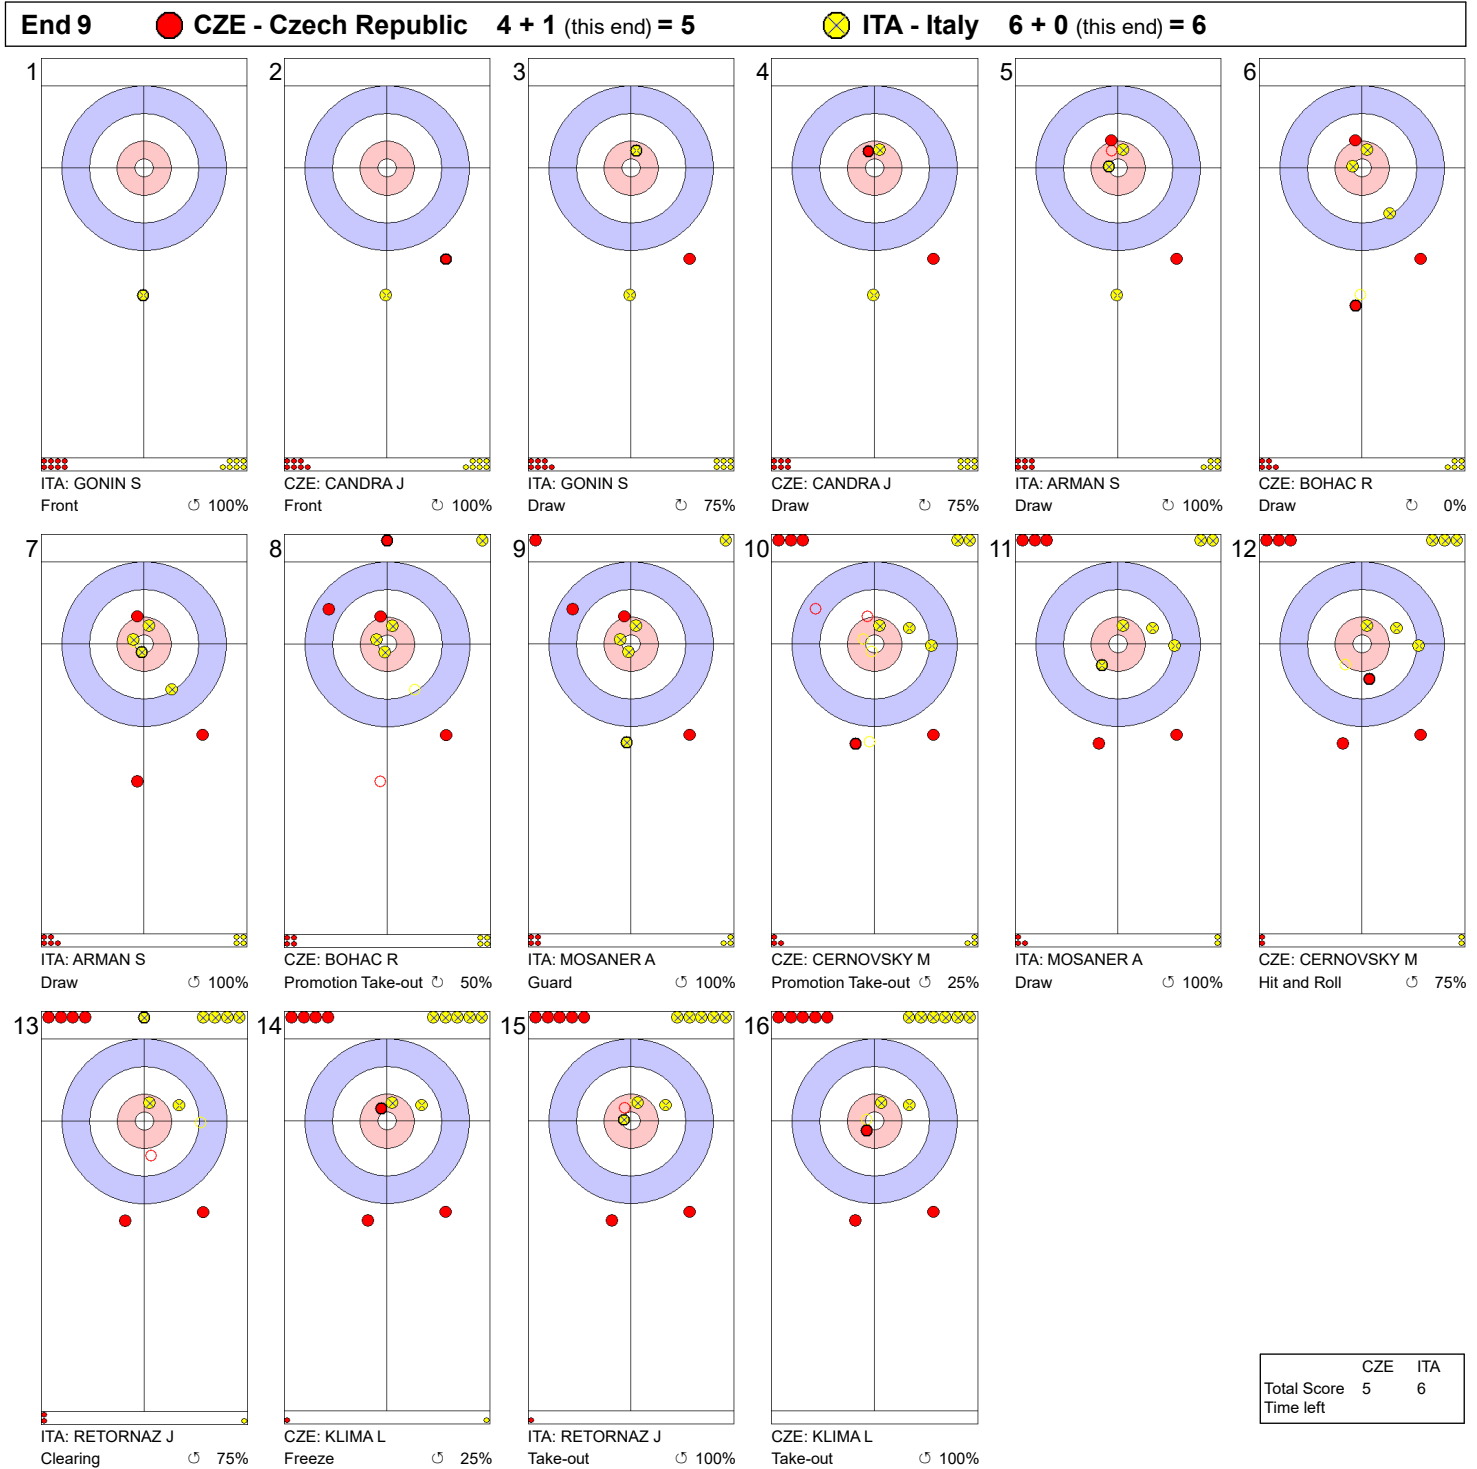 End 9 CZE - Czech Republic 4 + 1 (this end) = 5 ITA - Italy 6 + 0 (this end) = 6
1 2 3 4 5 6
ITA: GONIN S CZE: CANDRA J ITA: GONIN S CZE: CANDRA J ITA: ARMAN S CZE: BOHAC R
Front ↺ 100% Front ↻ 100% Draw ↻ 75% Draw ↻ 75% Draw ↻ 100% Draw ↻ 0%
7 8 9 10 11 12
ITA: ARMAN S CZE: BOHAC R ITA: MOSANER A CZE: CERNOVSKY M ITA: MOSANER A CZE: CERNOVSKY M
Draw ↺ 100% Promotion Take-out ↻ 50% Guard ↺ 100% Promotion Take-out ↺ 25% Draw ↺ 100% Hit and Roll ↺ 75%
13 14 15 16
CZE ITA
Total Score 5 6
Time left
ITA: RETORNAZ J CZE: KLIMA L ITA: RETORNAZ J CZE: KLIMA L
Clearing ↺ 75% Freeze ↺ 25% Take-out ↺ 100% Take-out ↺ 100%